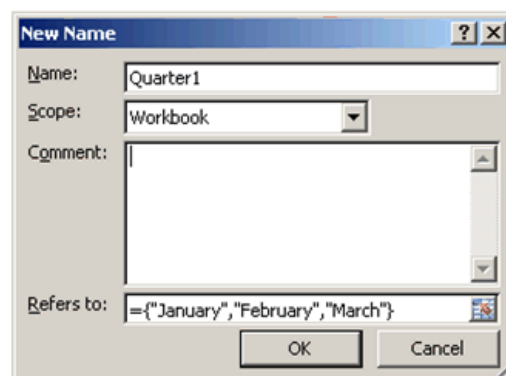 New Name
Name: Quarter1
Scope: Workbook
Comment:
Refers to: ={"January","February","March"}
OK Cancel